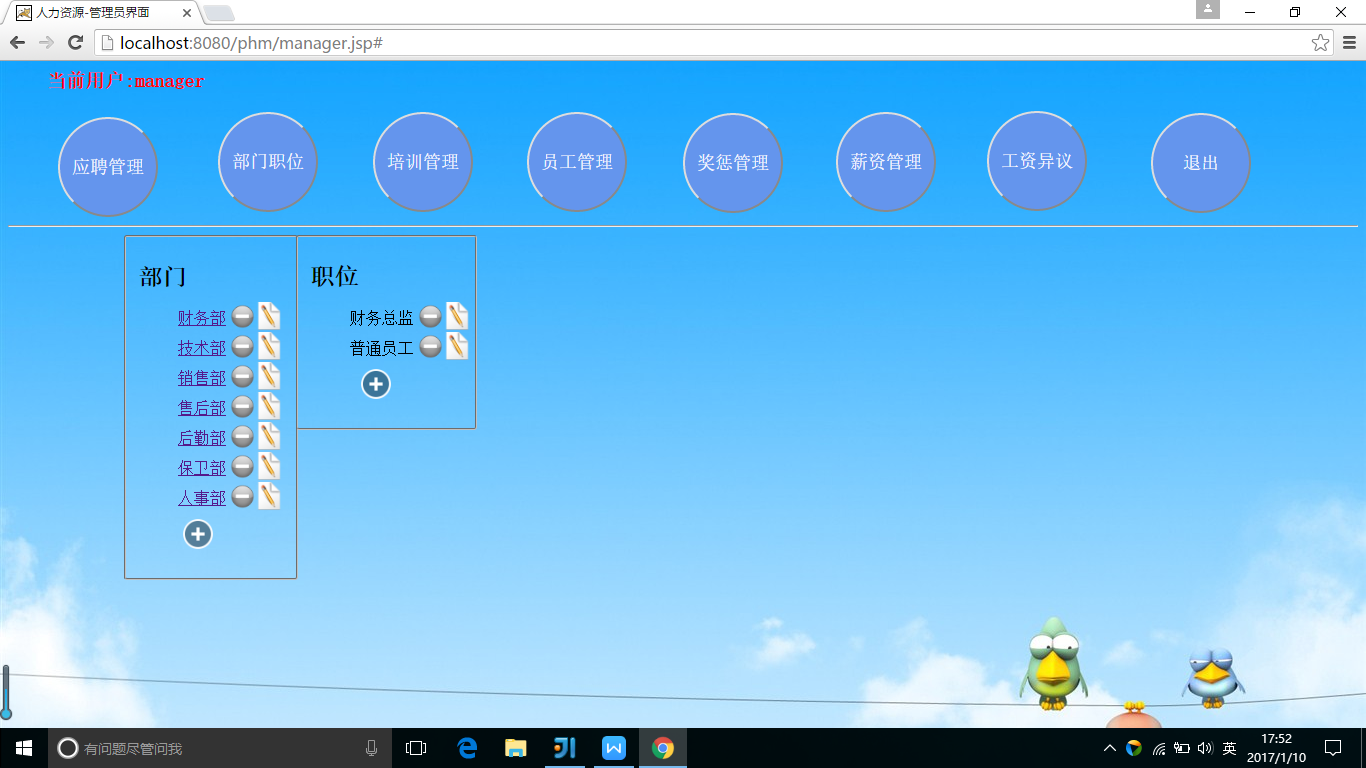 人力资源-管理员界面
localhost:8080/phm/manager.jsp#
当前用户:manager
应聘管理 部门职位 培训管理 员工管理 奖惩管理 薪资管理 工资异议 退出
部门 职位
财务部 财务总监
技术部 普通员工
销售部
售后部
后勤部
保卫部
人事部
有问题尽管问我
英
17:52
2017/1/10